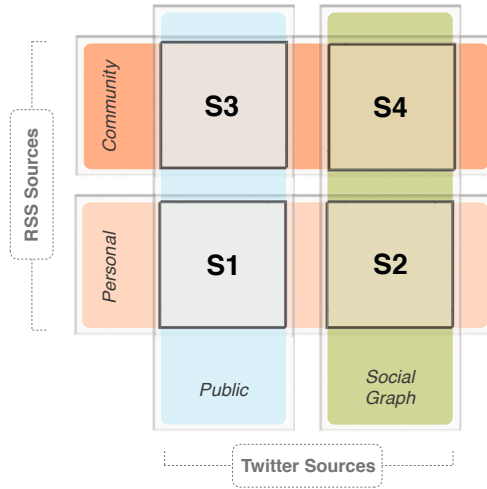 RSS Sources
Community
S3
S4
Personal
S1
S2
Public
Social
Graph
Twitter Sources